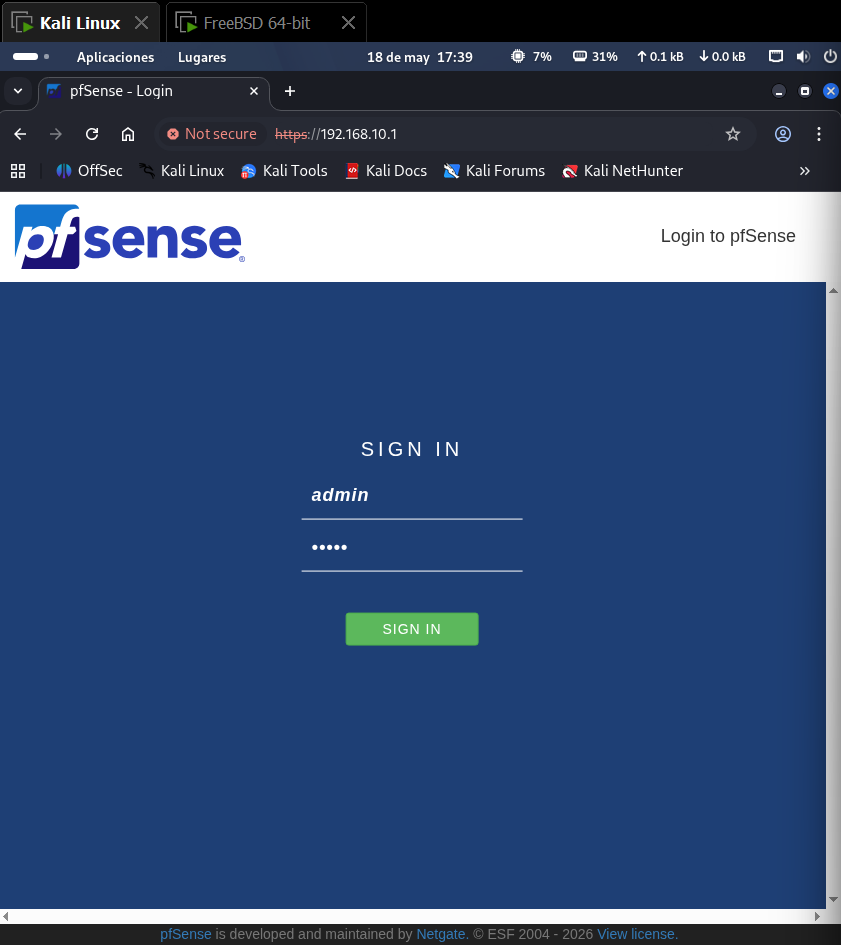 Kali Linux
FreeBSD 64-bit
Aplicaciones Lugares 18 de may 17:39 7% 31% 0.1 kB 0.0 kB
pfSense - Login
Not secure https://192.168.10.1
OffSec Kali Linux Kali Tools Kali Docs Kali Forums Kali NetHunter »
pfsense®
Login to pfSense
SIGN IN
admin
•••••
SIGN IN
pfSense is developed and maintained by Netgate. © ESF 2004 - 2026 View license.